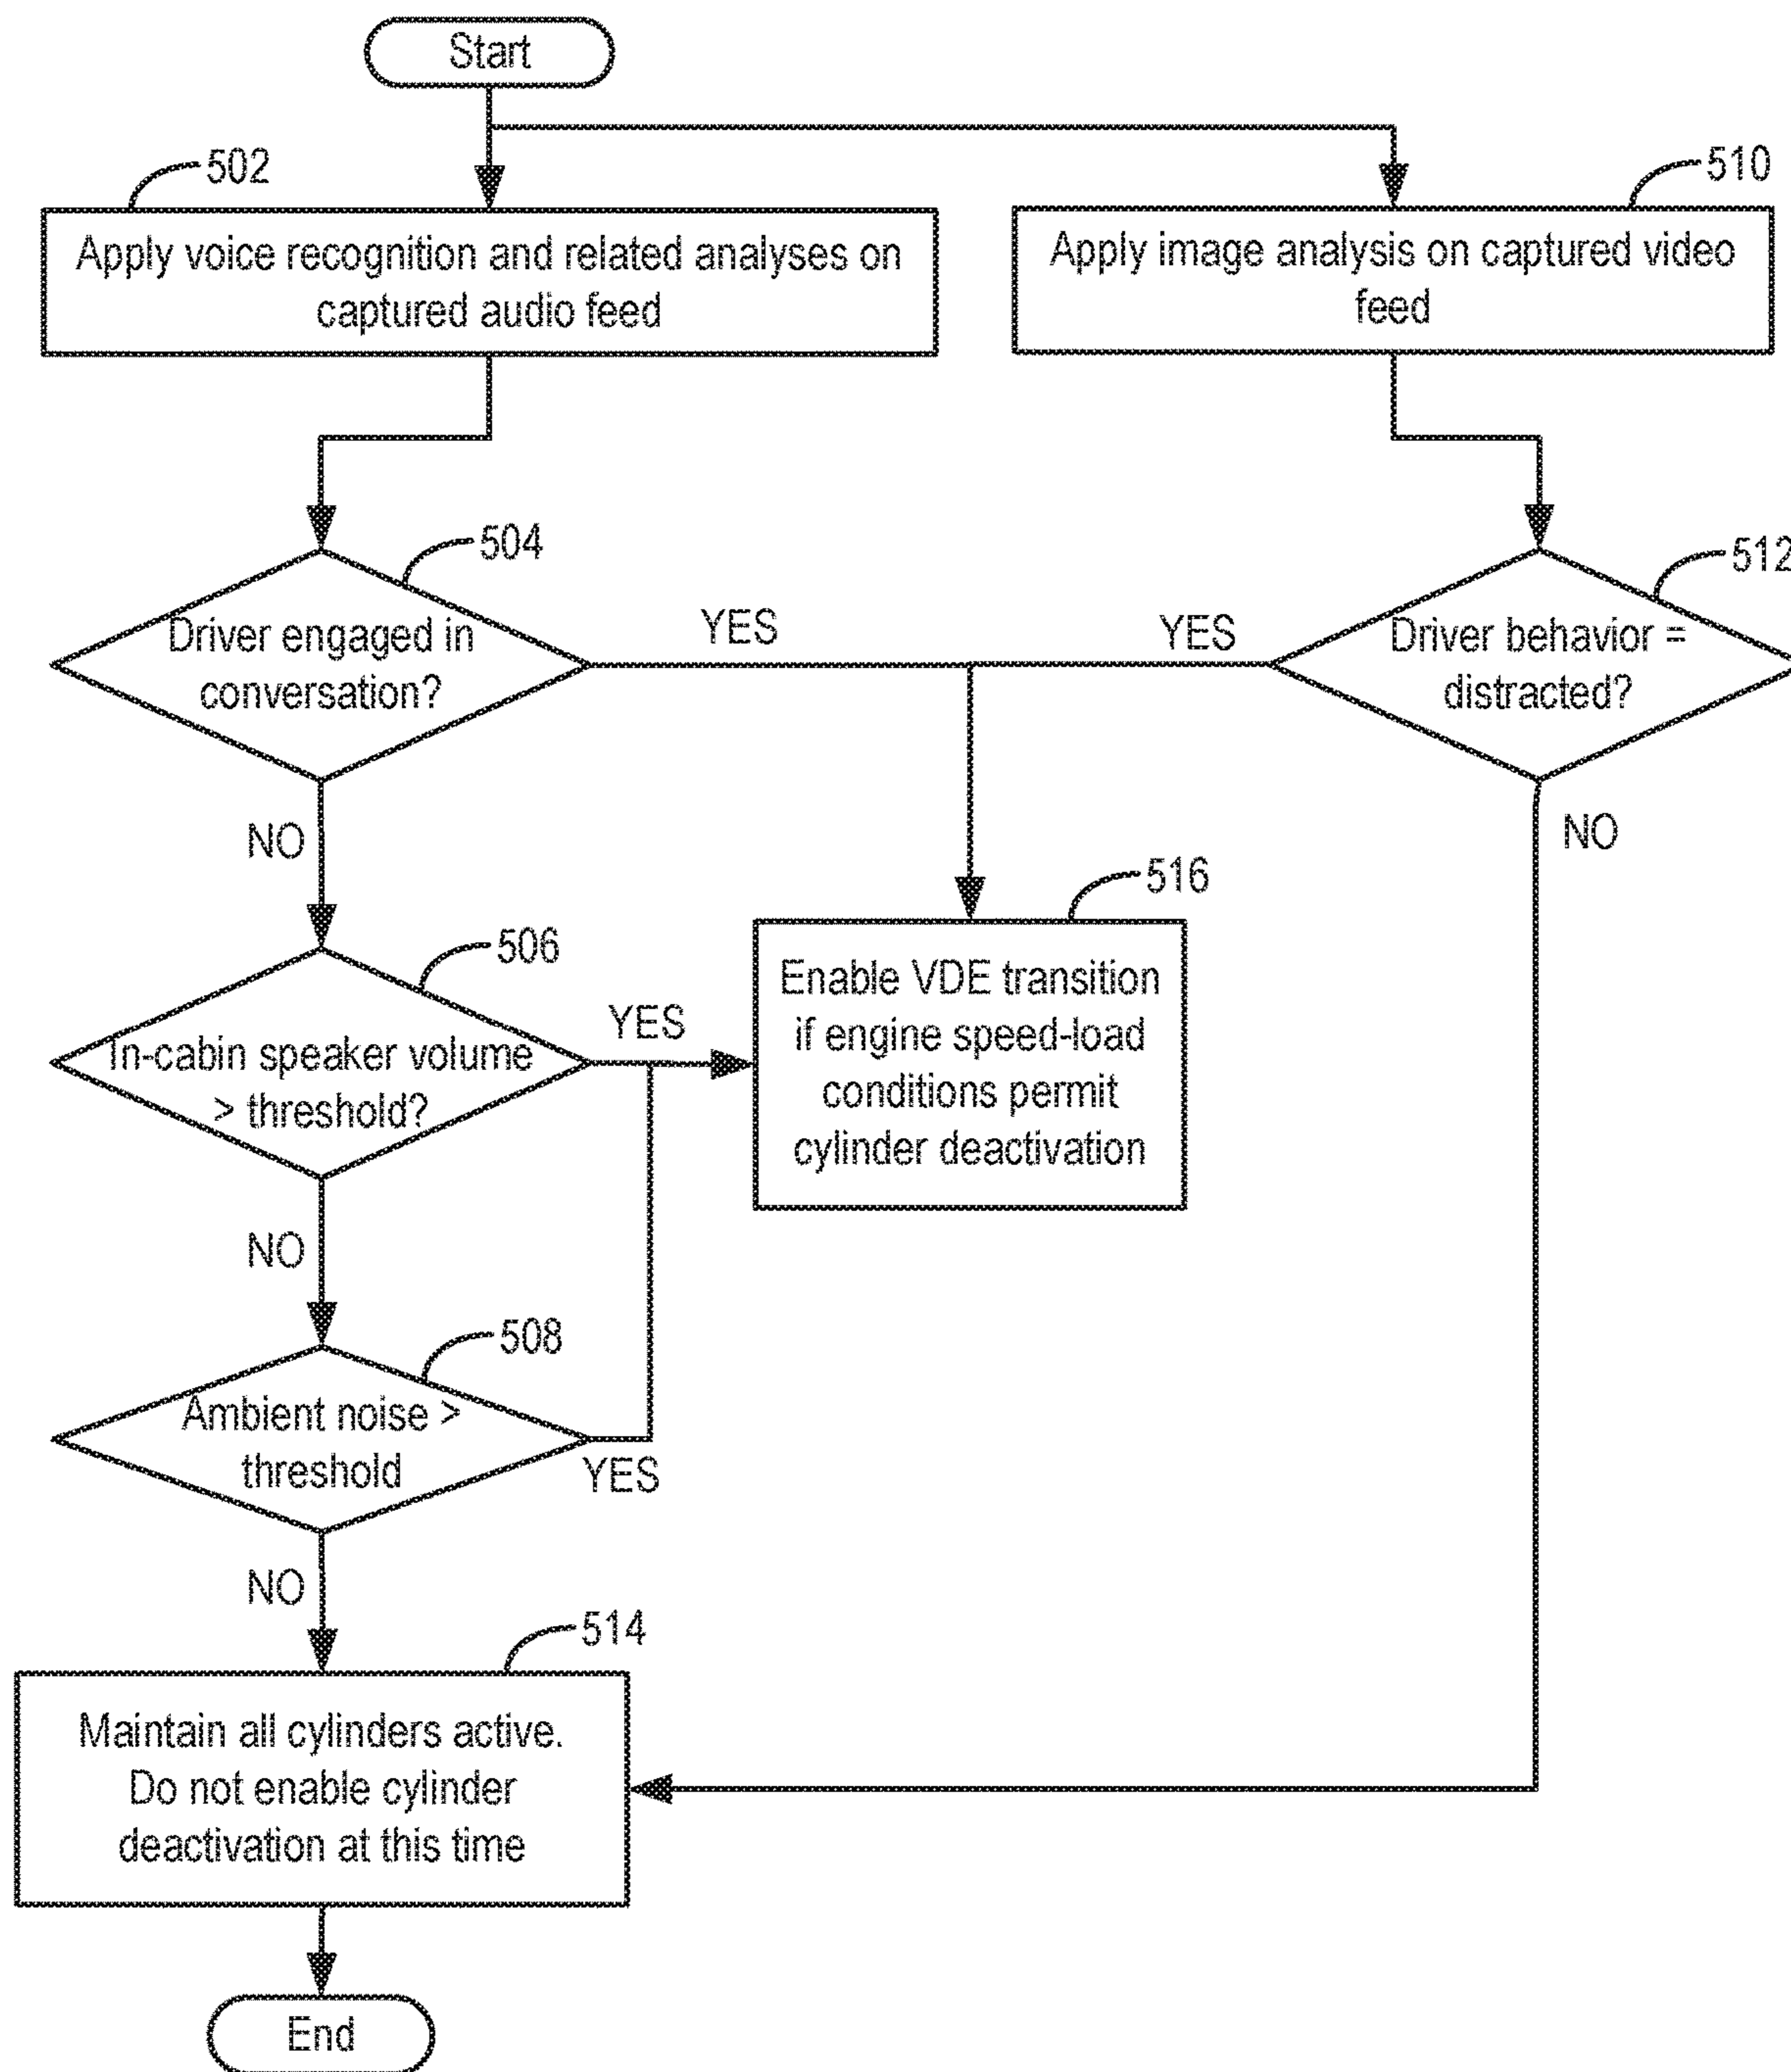 Start
502
510
Apply voice recognition and related analyses on
captured audio feed
Apply image analysis on captured video
feed
504
512
Driver engaged in
conversation?
YES
YES
Driver behavior =
distracted?
NO
NO
516
506
Enable VDE transition
if engine speed-load
conditions permit
cylinder deactivation
In-cabin speaker volume
> threshold?
YES
NO
508
Ambient noise >
threshold
YES
NO
514
Maintain all cylinders active.
Do not enable cylinder
deactivation at this time
End